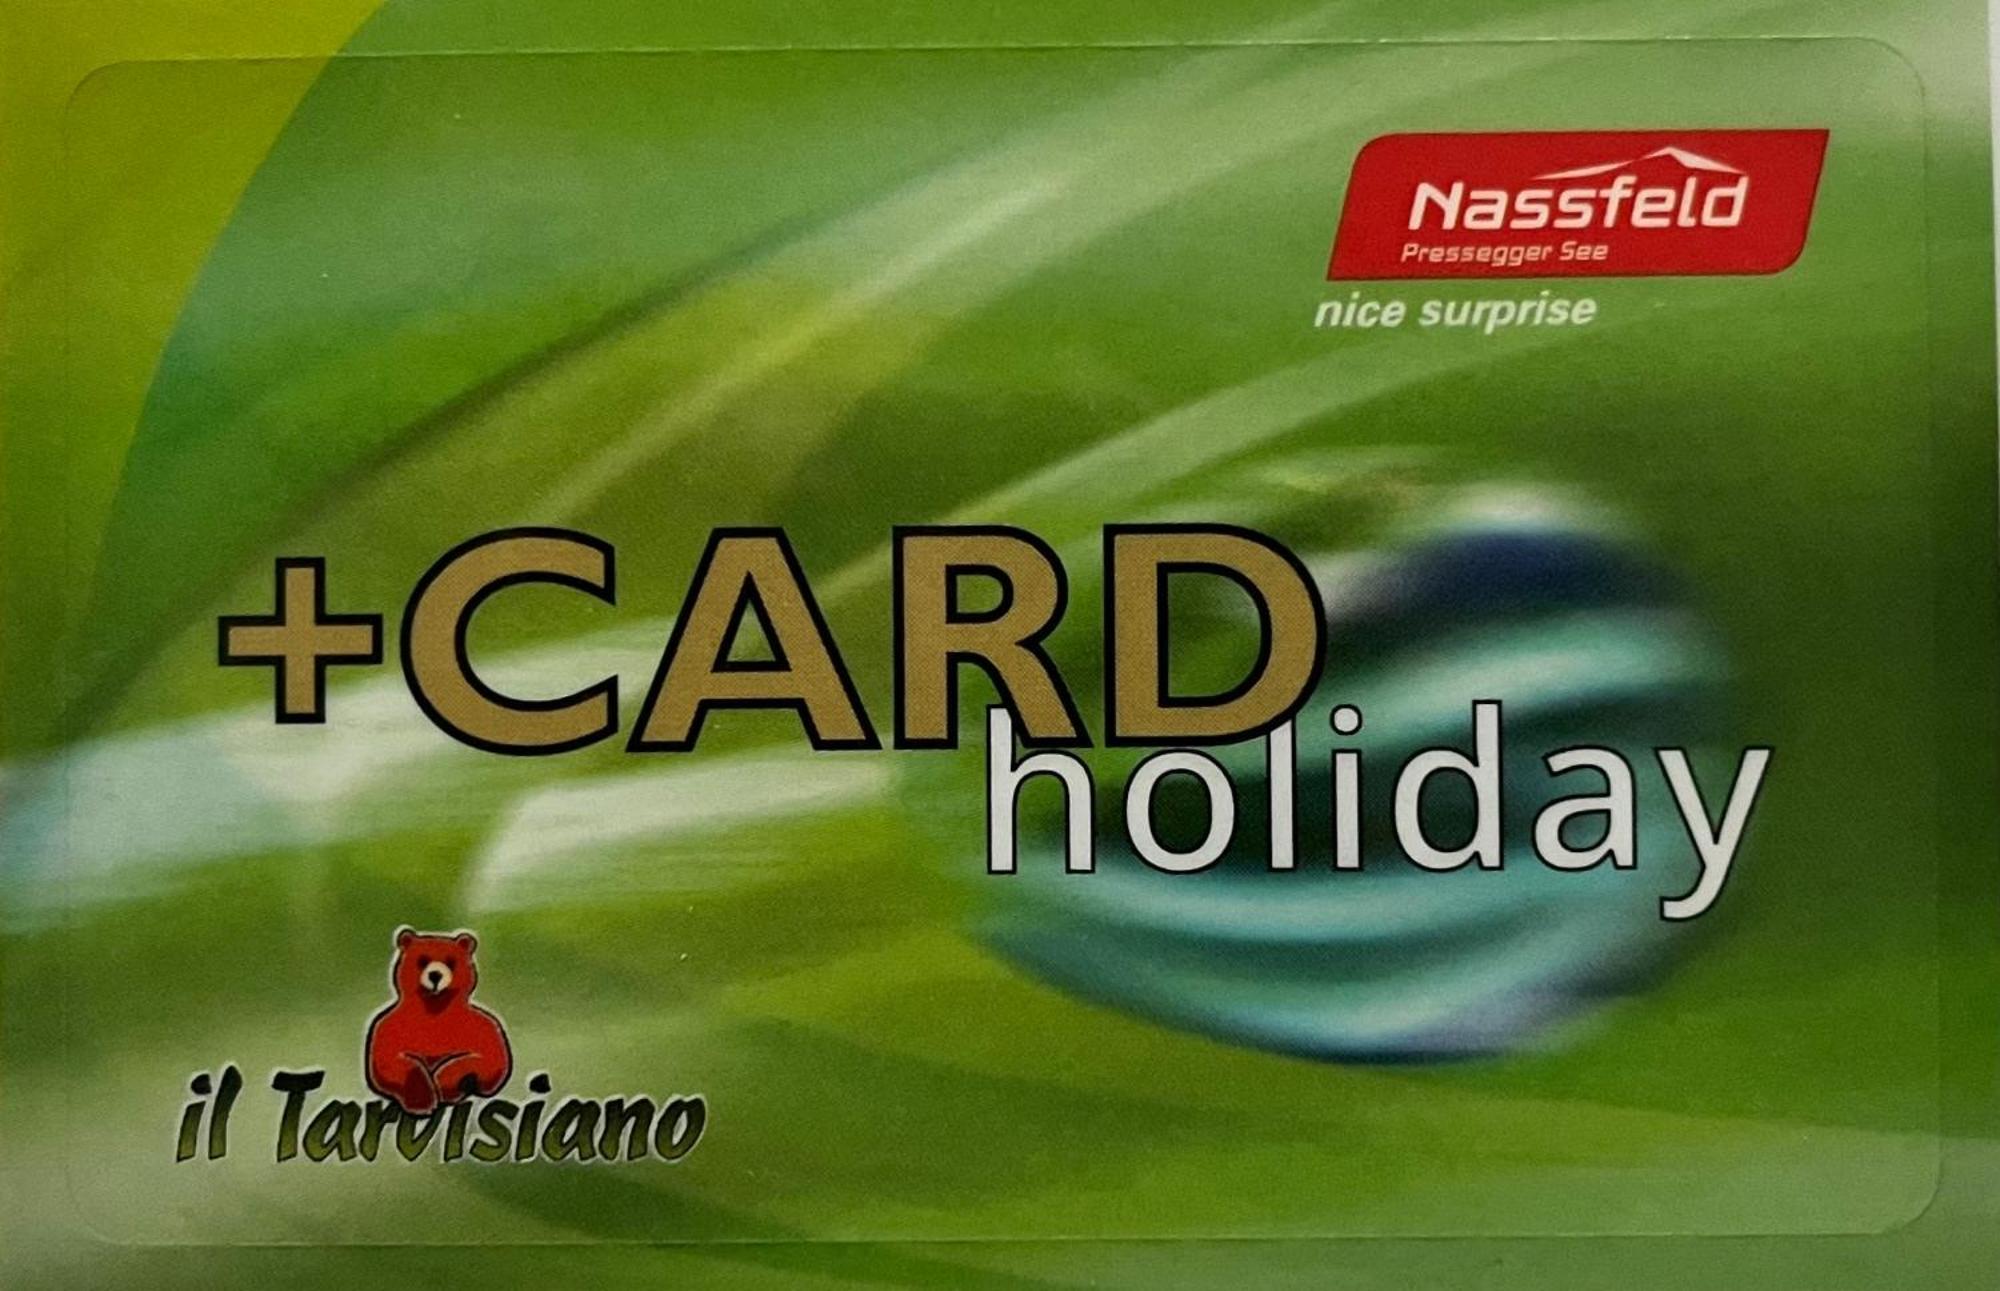 Nassfeld
Pressegger See
nice surprise
+CARD
holiday
il Tarvisiano